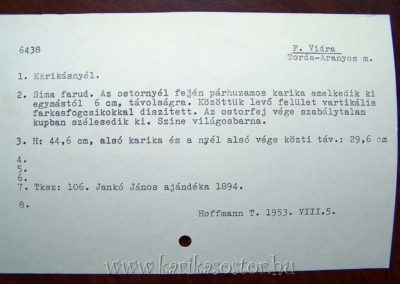 6438
F. Vidra
Torda-Aranyos m.
1. Karikásnyél.
2. Sima farud. Az ostornyél fején párhuzamos karika emelkedik ki
egymástól 6 cm, távolságra. Közöttük levő felület vartikális
farkasfogcsikokkal diszitett. Az ostorfej vége szabálytalan
kupban szélesedik ki. Szine világosbarna.
3. H: 44,6 cm, alsó karika és a nyél alsó vége közti táv.: 29,6 cm
4.
5.
6.
7. Tksz: 106. Jankó János ajándéka 1894.
8.
Hoffmann T. 1953. VIII.5.
www.karikasostor.hu